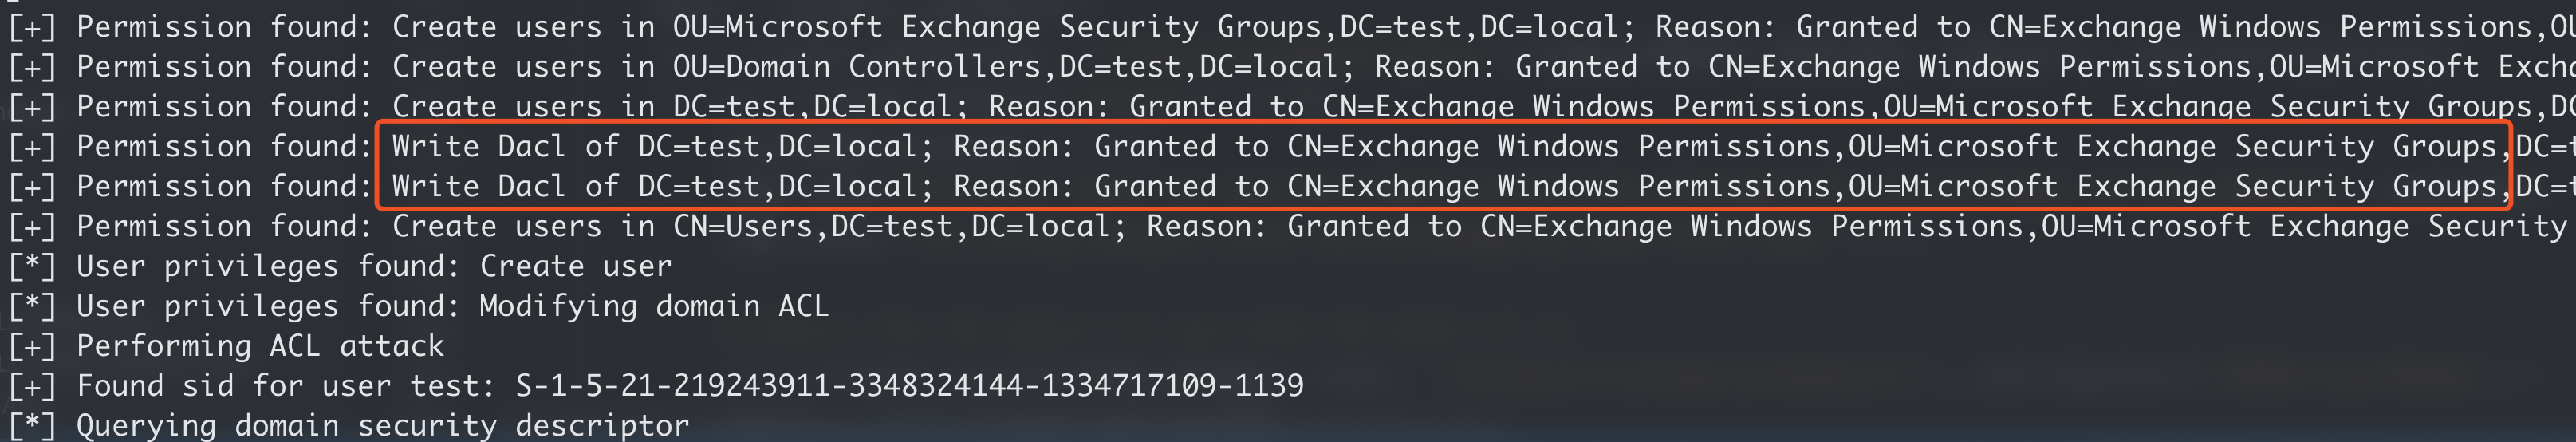 [+] Permission found: Create users in OU=Microsoft Exchange Security Groups,DC=test,DC=local; Reason: Granted to CN=Exchange Windows Permissions,OU
[+] Permission found: Create users in OU=Domain Controllers,DC=test,DC=local; Reason: Granted to CN=Exchange Windows Permissions,OU=Microsoft Excha
[+] Permission found: Create users in DC=test,DC=local; Reason: Granted to CN=Exchange Windows Permissions,OU=Microsoft Exchange Security Groups,DC
[+] Permission found: Write Dacl of DC=test,DC=local; Reason: Granted to CN=Exchange Windows Permissions,OU=Microsoft Exchange Security Groups,DC=t
[+] Permission found: Write Dacl of DC=test,DC=local; Reason: Granted to CN=Exchange Windows Permissions,OU=Microsoft Exchange Security Groups,DC=t
[+] Permission found: Create users in CN=Users,DC=test,DC=local; Reason: Granted to CN=Exchange Windows Permissions,OU=Microsoft Exchange Security
[*] User privileges found: Create user
[*] User privileges found: Modifying domain ACL
[+] Performing ACL attack
[+] Found sid for user test: S-1-5-21-219243911-3348324144-1334717109-1139
[*] Querying domain security descriptor